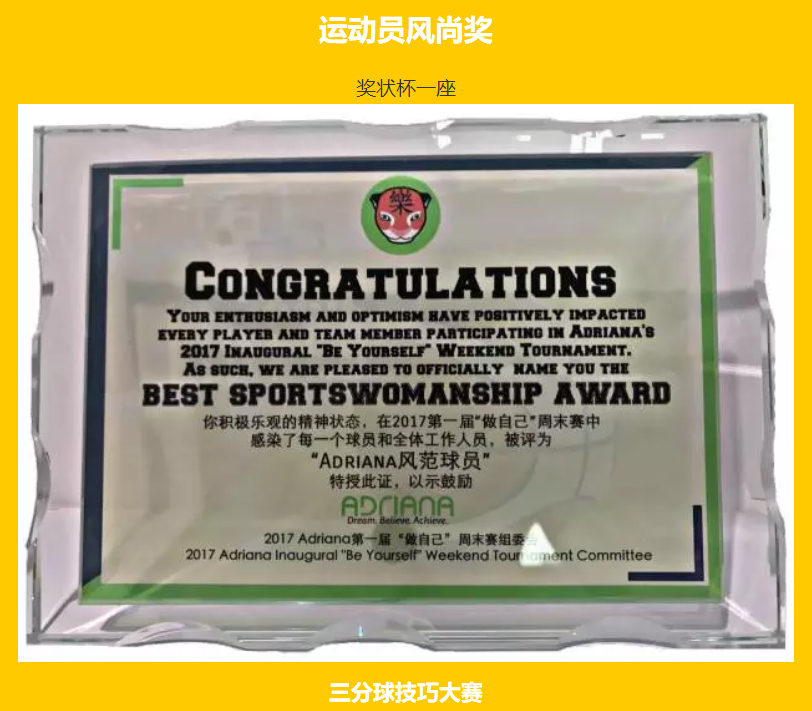 运动员风尚奖
奖状杯一座
樂
CONGRATULATIONS
YOUR ENTHUSIASM AND OPTIMISM HAVE POSITIVELY IMPACTED
EVERY PLAYER AND TEAM MEMBER PARTICIPATING IN ADRIANA'S
2017 INAUGURAL "BE YOURSELF" WEEKEND TOURNAMENT.
AS SUCH, WE ARE PLEASED TO OFFICIALLY NAME YOU THE
BEST SPORTSWOMANSHIP AWARD
你积极乐观的精神状态，在2017第一届“做自己”周末赛中
感染了每一个球员和全体工作人员，被评为
“ADRIANA风范球员”
特授此证，以示鼓励
ADRIANA
Dream. Believe. Achieve.
2017 Adriana第一届“做自己”周末赛组委会
2017 Adriana Inaugural "Be Yourself" Weekend Tournament Committee
三分球技巧大赛